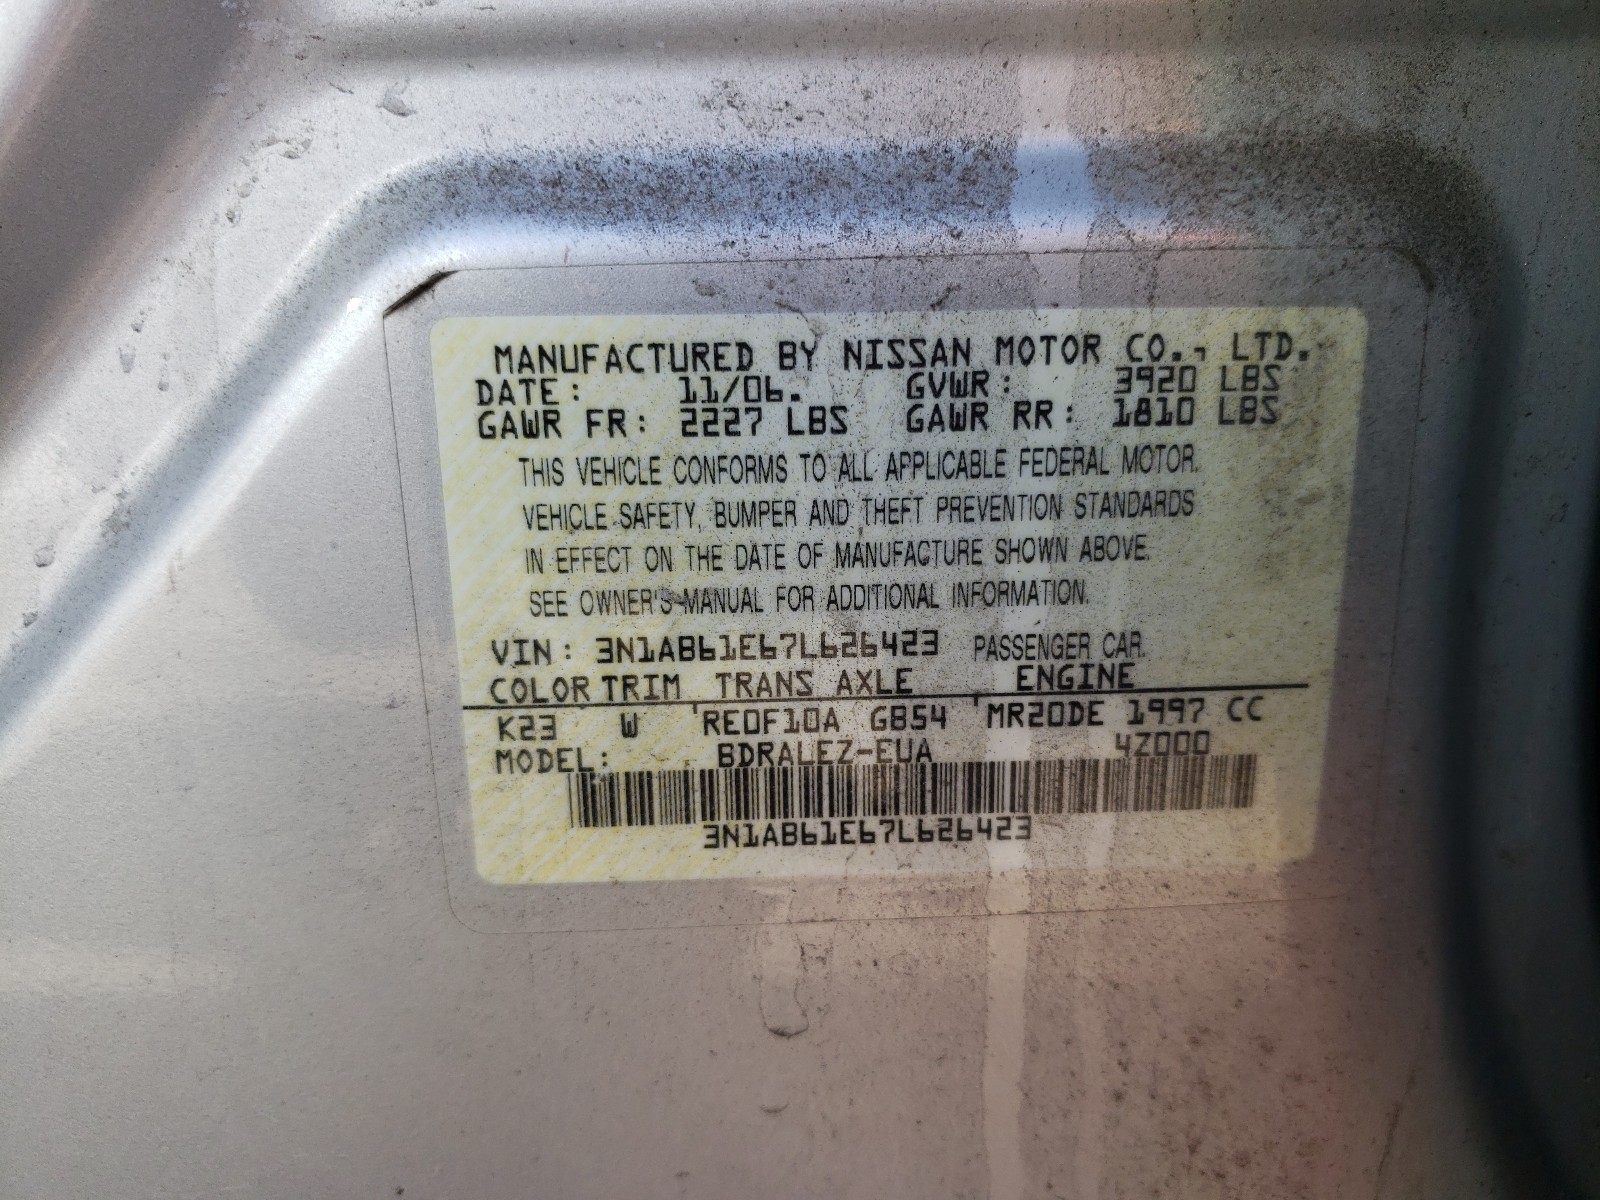 MANUFACTURED BY NISSAN MOTOR CO., LTD.
DATE: 11/06. GVWR: 3920 LBS
GAWR FR: 2227 LBS GAWR RR: 1810 LBS
THIS VEHICLE CONFORMS TO ALL APPLICABLE FEDERAL MOTOR
VEHICLE SAFETY, BUMPER AND THEFT PREVENTION STANDARDS
IN EFFECT ON THE DATE OF MANUFACTURE SHOWN ABOVE.
SEE OWNER'S MANUAL FOR ADDITIONAL INFORMATION.
VIN: 3N1AB61E67L626423 PASSENGER CAR
COLOR TRIM TRANS AXLE ENGINE
K23 W RE0F10A GB54 MR20DE 1997 CC
MODEL: BDRALEZ-EUA 4Z000
3N1AB61E67L626423